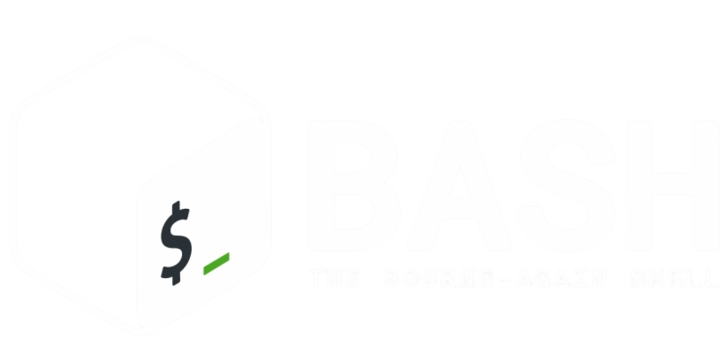 $_
BASH
THE BOURNE-AGAIN SHELL